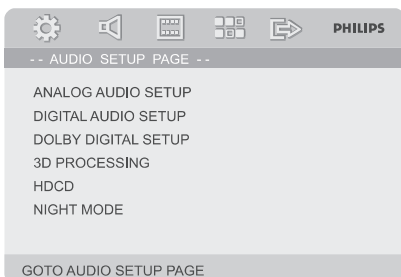 PHILIPS
-- AUDIO SETUP PAGE --
ANALOG AUDIO SETUP
DIGITAL AUDIO SETUP
DOLBY DIGITAL SETUP
3D PROCESSING
HDCD
NIGHT MODE
GOTO AUDIO SETUP PAGE